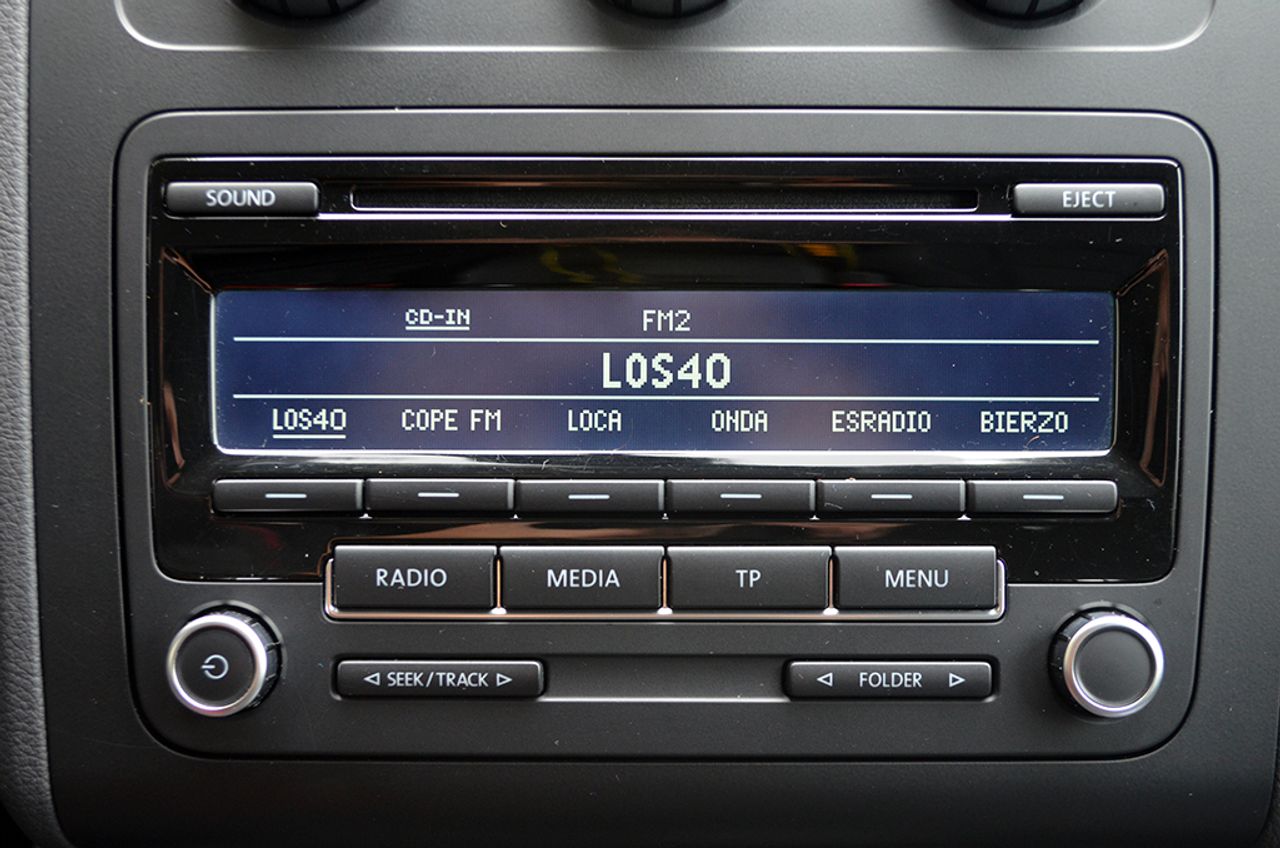 SOUND EJECT
CD-IN FM2
LOS40
LOS40 COPE FM LOCA ONDA ESRADIO BIERZO
RADIO MEDIA TP MENU
SEEK/TRACK FOLDER